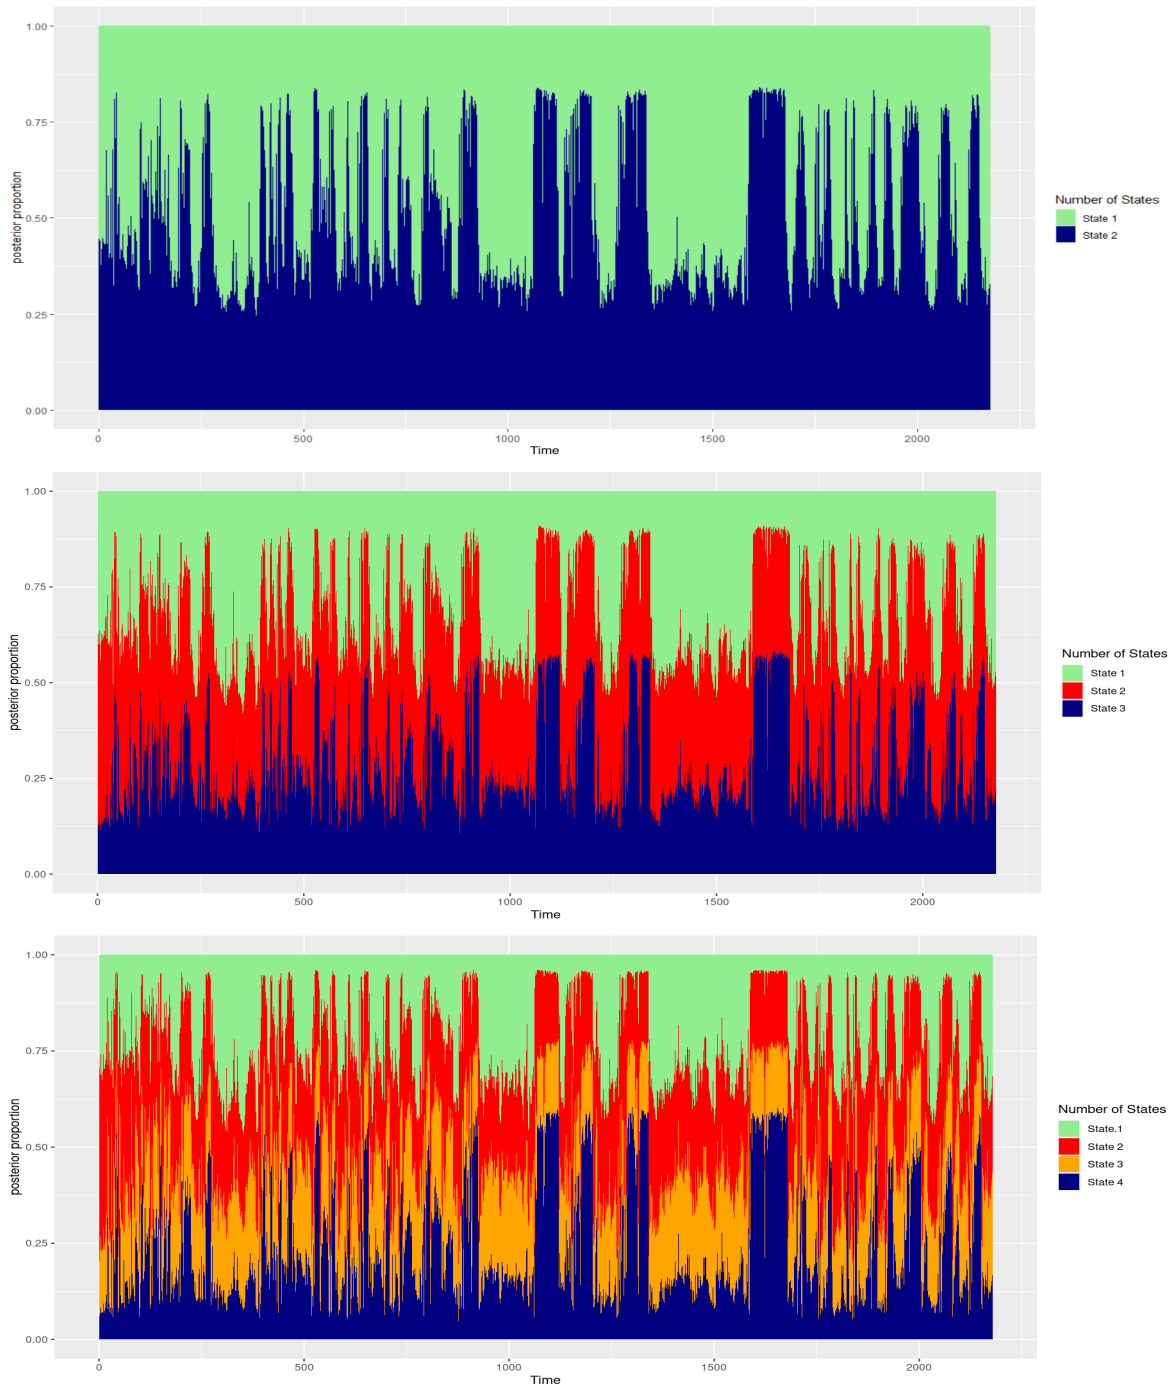 1.00
0.75
0.50
0.25
0.00
posterior proportion
0
500
1000
1500
2000
Time
Number of States
State 1
State 2
1.00
0.75
0.50
0.25
0.00
posterior proportion
0
500
1000
1500
2000
Time
Number of States
State 1
State 2
State 3
1.00
0.75
0.50
0.25
0.00
posterior proportion
0
500
1000
1500
2000
Time
Number of States
State.1
State 2
State 3
State 4